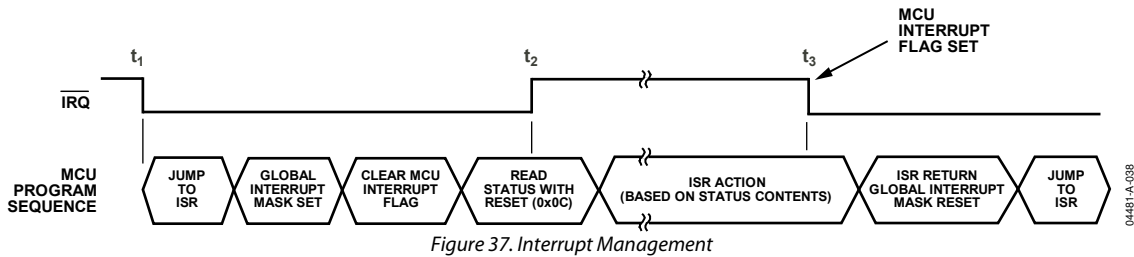 MCU
INTERRUPT
FLAG SET
t1
t2
t3
IRQ
MCU
PROGRAM
SEQUENCE
JUMP
TO
ISR
GLOBAL
INTERRUPT
MASK SET
CLEAR MCU
INTERRUPT
FLAG
READ
STATUS WITH
RESET (0x0C)
ISR ACTION
(BASED ON STATUS CONTENTS)
ISR RETURN
GLOBAL INTERRUPT
MASK RESET
JUMP
TO
ISR
04481-A-038
Figure 37. Interrupt Management